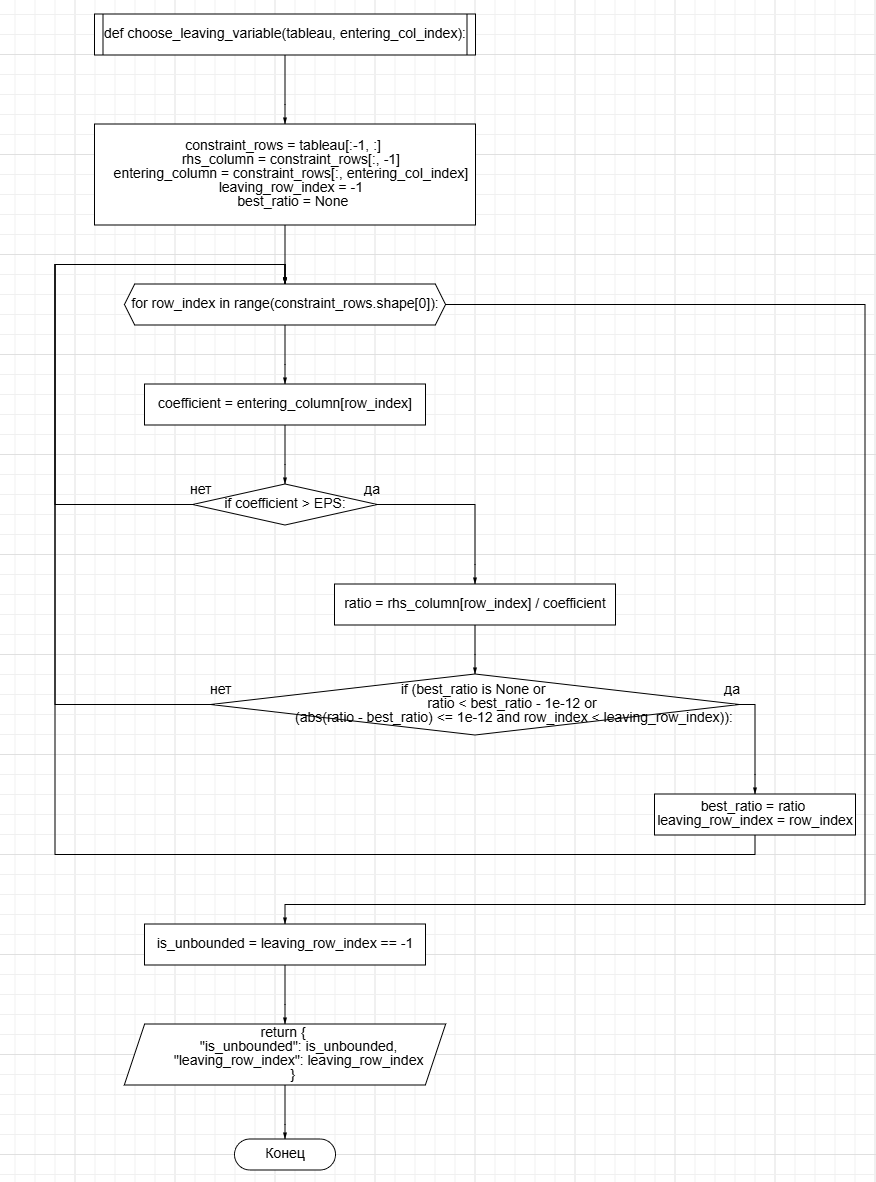 def choose_leaving_variable(tableau, entering_col_index):
constraint_rows = tableau[:-1, :]
rhs_column = constraint_rows[:, -1]
entering_column = constraint_rows[:, entering_col_index]
leaving_row_index = -1
best_ratio = None
for row_index in range(constraint_rows.shape[0]):
coefficient = entering_column[row_index]
нет
да
if coefficient > EPS:
ratio = rhs_column[row_index] / coefficient
нет
да
if (best_ratio is None or
ratio < best_ratio - 1e-12 or
(abs(ratio - best_ratio) <= 1e-12 and row_index < leaving_row_index)):
best_ratio = ratio
leaving_row_index = row_index
is_unbounded = leaving_row_index == -1
return {
"is_unbounded": is_unbounded,
"leaving_row_index": leaving_row_index
}
Конец